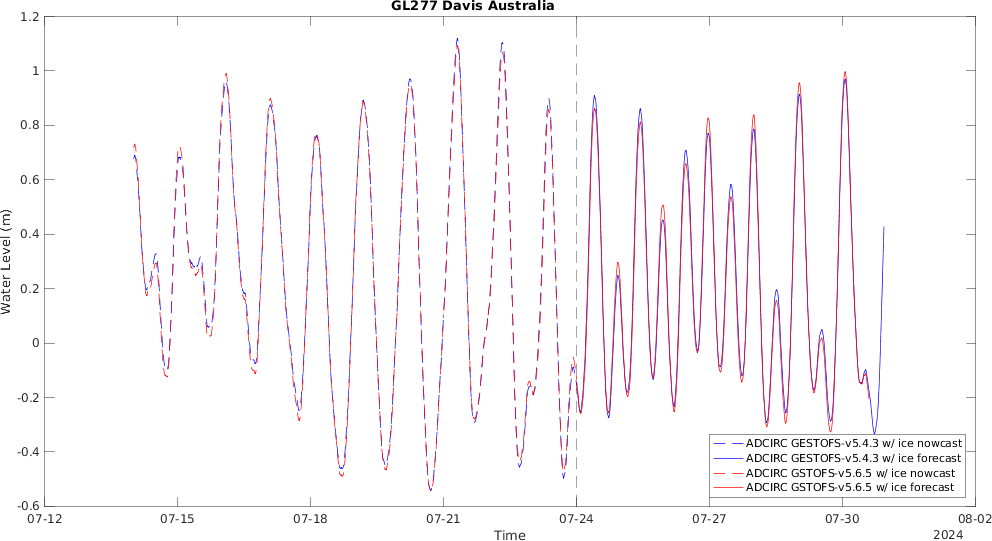 GL277 Davis Australia
1.2
1
0.8
0.6
0.4
0.2
0
-0.2
-0.4
-0.6
Water Level (m)
ADCIRC GESTOFS-v5.4.3 w/ ice nowcast
ADCIRC GESTOFS-v5.4.3 w/ ice forecast
ADCIRC GSTOFS-v5.6.5 w/ ice nowcast
ADCIRC GSTOFS-v5.6.5 w/ ice forecast
07-12 07-15 07-18 07-21 07-24 07-27 07-30 08-02
Time
2024